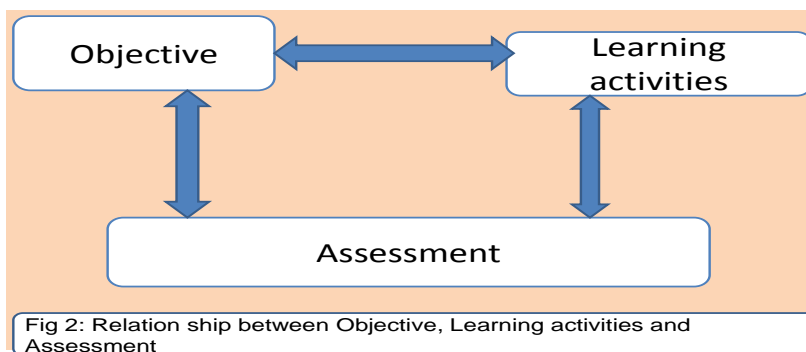 Objective
Learning
activities
Assessment
Fig 2: Relation ship between Objective, Learning activities and
Assessment